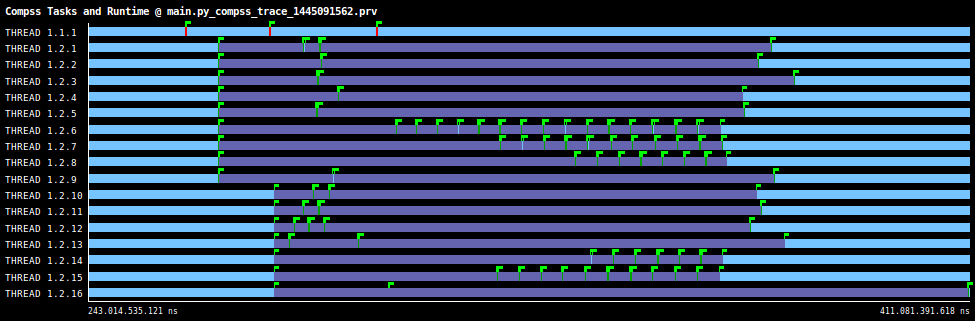 Compss Tasks and Runtime @ main.py_compss_trace_1445091562.prv
THREAD 1.1.1
THREAD 1.2.1
THREAD 1.2.2
THREAD 1.2.3
THREAD 1.2.4
THREAD 1.2.5
THREAD 1.2.6
THREAD 1.2.7
THREAD 1.2.8
THREAD 1.2.9
THREAD 1.2.10
THREAD 1.2.11
THREAD 1.2.12
THREAD 1.2.13
THREAD 1.2.14
THREAD 1.2.15
THREAD 1.2.16
243.014.535.121 ns 411.081.391.618 ns